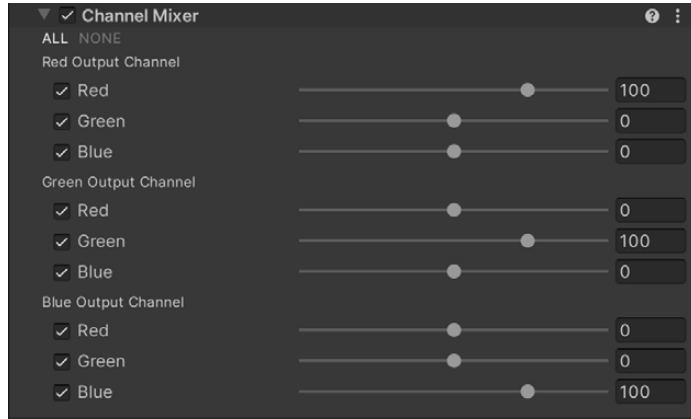 Channel Mixer
ALL NONE
Red Output Channel
Red 100
Green 0
Blue 0
Green Output Channel
Red 0
Green 100
Blue 0
Blue Output Channel
Red 0
Green 0
Blue 100